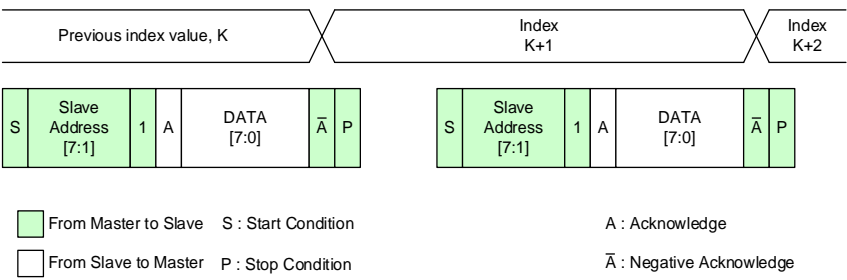 Previous index value, K
Index
K+1
Index
K+2
S
Slave
Address
[7:1]
1
A
DATA
[7:0]
A̅
P
S
Slave
Address
[7:1]
1
A
DATA
[7:0]
A̅
P
From Master to Slave
S : Start Condition
A : Acknowledge
From Slave to Master
P : Stop Condition
A̅ : Negative Acknowledge